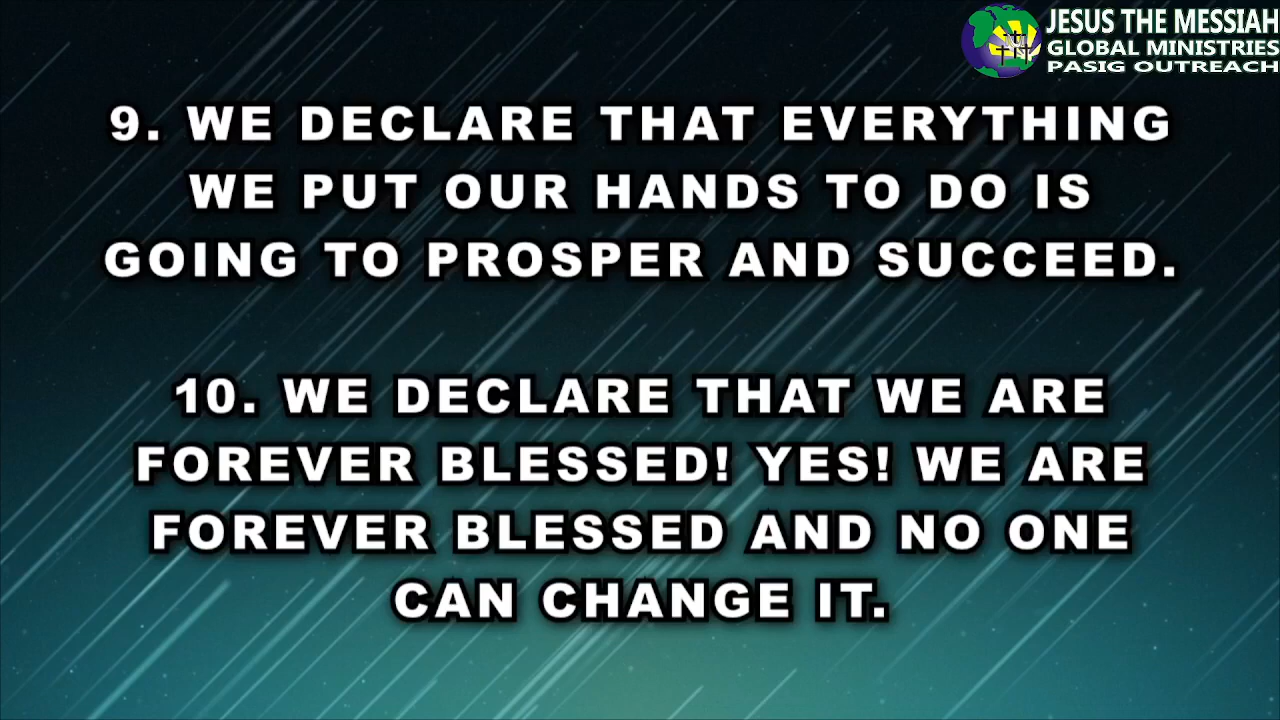 JESUS THE MESSIAH
GLOBAL MINISTRIES
PASIG OUTREACH
9. WE DECLARE THAT EVERYTHING
WE PUT OUR HANDS TO DO IS
GOING TO PROSPER AND SUCCEED.
10. WE DECLARE THAT WE ARE
FOREVER BLESSED! YES! WE ARE
FOREVER BLESSED AND NO ONE
CAN CHANGE IT.